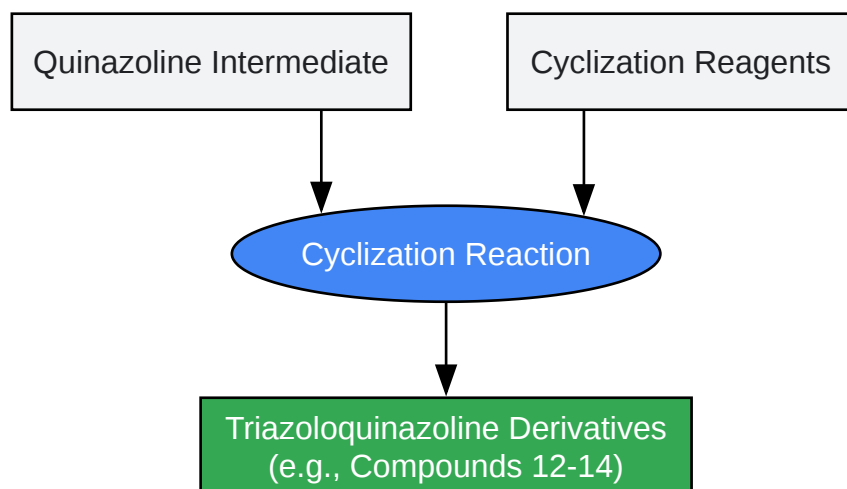 Quinazoline Intermediate
Cyclization Reagents
Cyclization Reaction
Triazoloquinazoline Derivatives
(e.g., Compounds 12-14)